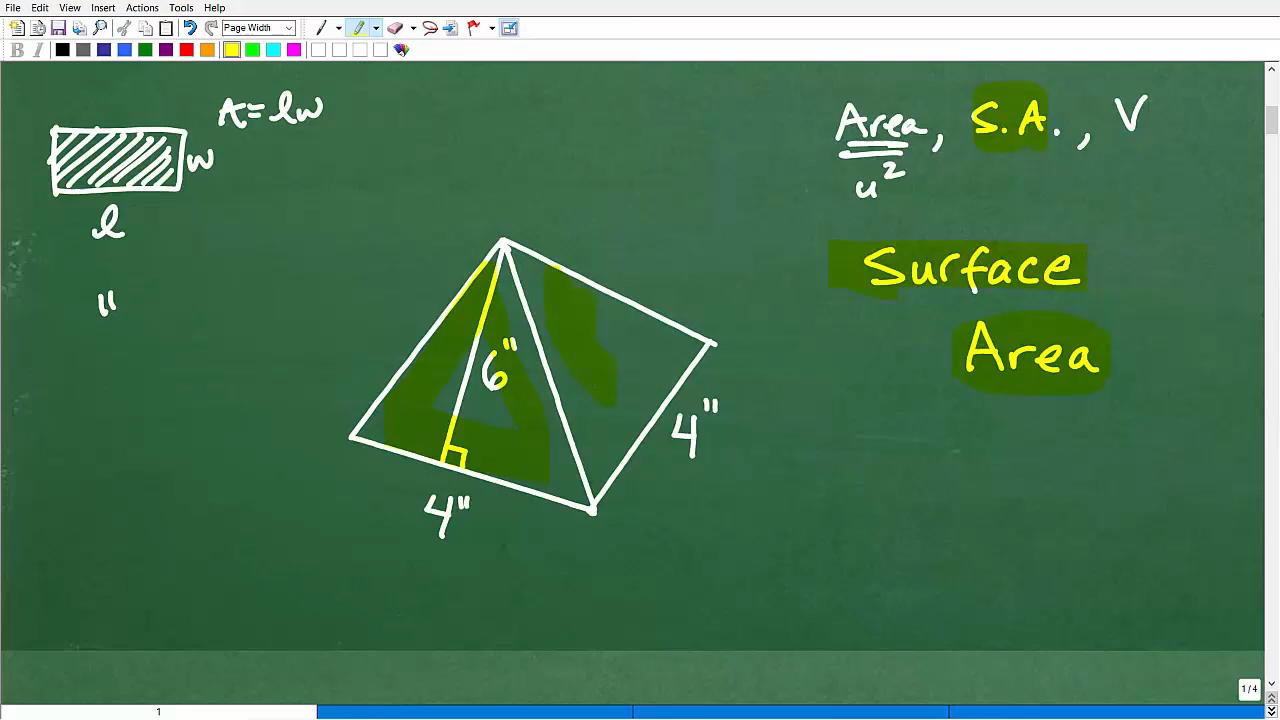 File Edit View Insert Actions Tools Help
Page Width
B I
A=lw
w
l
"
Area, S.A., V
u²
Surface
Area
6"
4"
4"
1/4
1